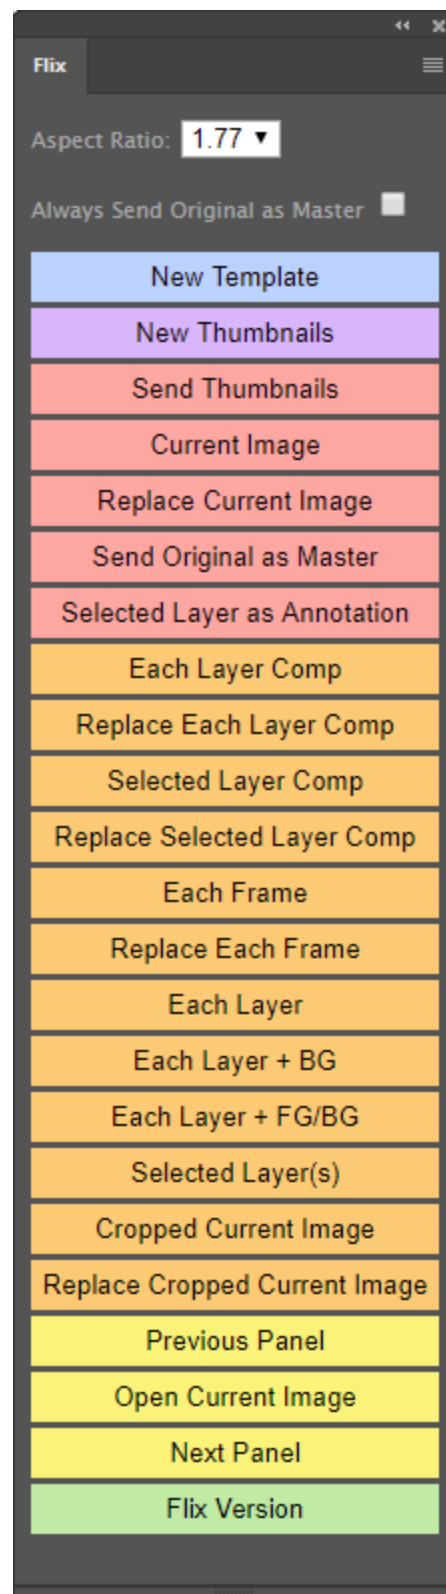 Flix
Aspect Ratio: 1.77
Always Send Original as Master
New Template
New Thumbnails
Send Thumbnails
Current Image
Replace Current Image
Send Original as Master
Selected Layer as Annotation
Each Layer Comp
Replace Each Layer Comp
Selected Layer Comp
Replace Selected Layer Comp
Each Frame
Replace Each Frame
Each Layer
Each Layer + BG
Each Layer + FG/BG
Selected Layer(s)
Cropped Current Image
Replace Cropped Current Image
Previous Panel
Open Current Image
Next Panel
Flix Version